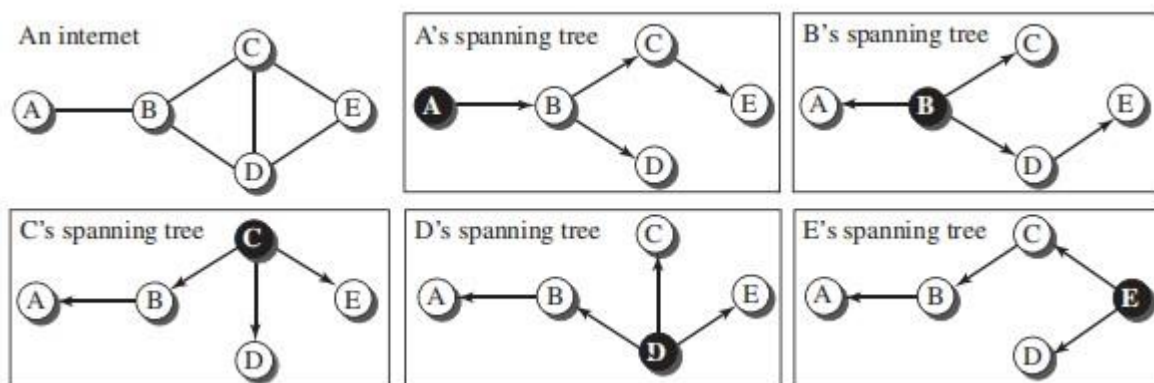 An internet
C
A
B
E
D
A's spanning tree
C
A
B
E
D
B's spanning tree
C
A
B
E
D
C's spanning tree
C
A
B
E
D
D's spanning tree
C
A
B
E
D
E's spanning tree
C
A
B
E
D